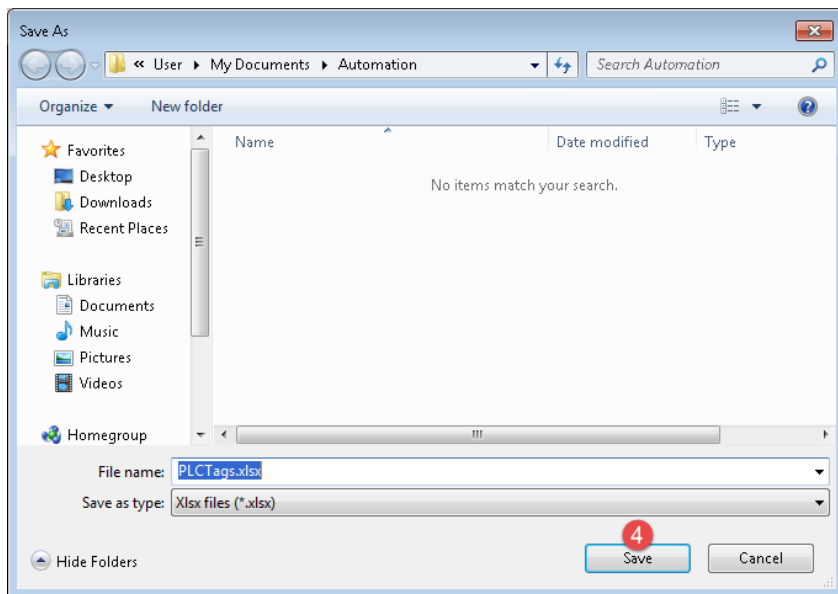 Save As
« User ▸ My Documents ▸ Automation
Search Automation
Organize ▾ New folder
Favorites
Desktop
Downloads
Recent Places
Libraries
Documents
Music
Pictures
Videos
Homegroup
Name Date modified Type
No items match your search.
File name: PLCTags.xlsx
Save as type: Xlsx files (*.xlsx)
4
Hide Folders Save Cancel